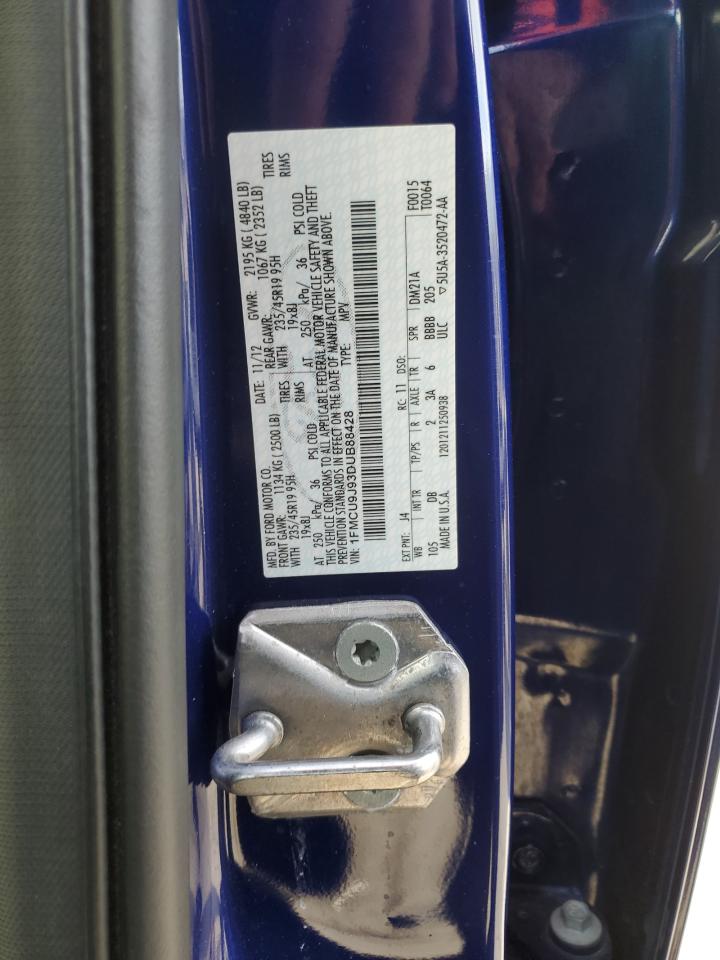 MFD. BY FORD MOTOR CO. DATE: 11/12 GVWR: 2195 KG ( 4840 LB)
FRONT GAWR: 1134 KG ( 2500 LB) REAR GAWR: 1067 KG ( 2352 LB)
WITH 235/45R19 95H TIRES WITH 235/45R19 95H TIRES
19x8J RIMS 19x8J RIMS
AT 250 kPa/ 36 PSI COLD AT 250 kPa/ 36 PSI COLD
THIS VEHICLE CONFORMS TO ALL APPLICABLE FEDERAL MOTOR VEHICLE SAFETY AND THEFT
PREVENTION STANDARDS IN EFFECT ON THE DATE OF MANUFACTURE SHOWN ABOVE.
VIN: 1FMCU9J93DUB88428 TYPE: MPV
EXT PNT: J4 RC: 11 DSO: F0015
WB INT TR TP/PS R AXLE TR SPR DM21A T0064
105 DB 2 3A 6 BBBB 205
MADE IN U.S.A. 1201211250938 ULC ▽5U5A-3520472-AA